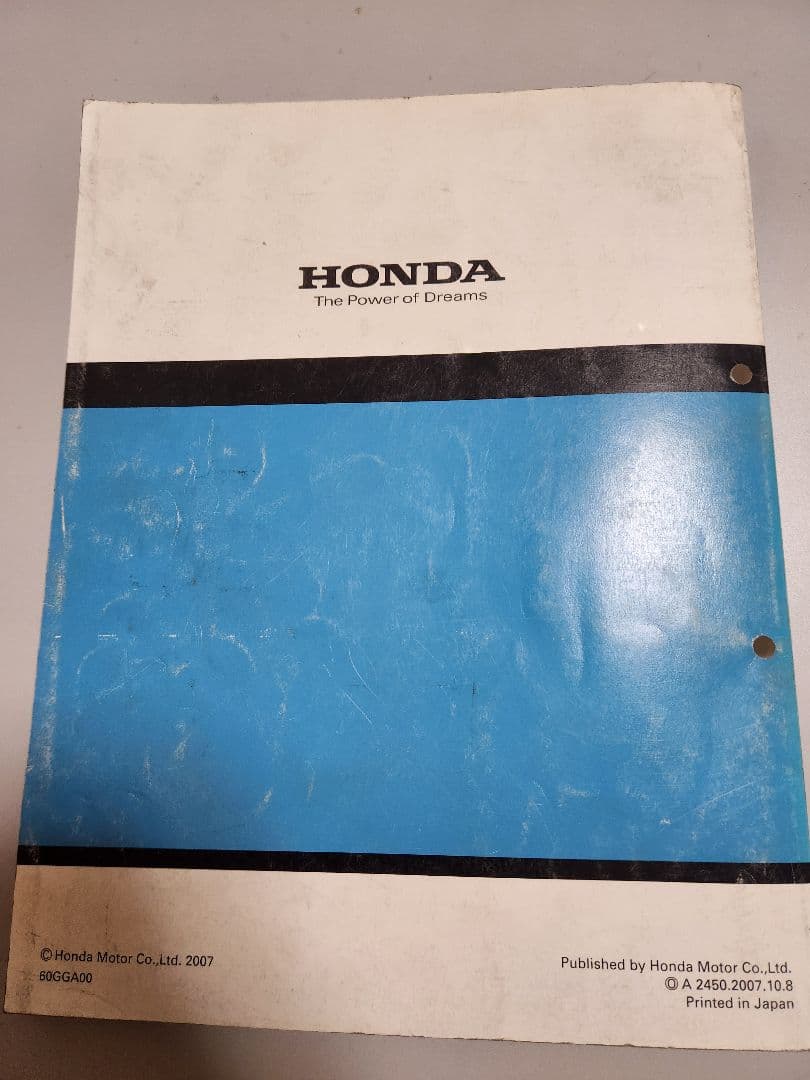 HONDA
The Power of Dreams
©Honda Motor Co.,Ltd. 2007
60GGA00
Published by Honda Motor Co.,Ltd.
Ⓞ A 2450.2007.10.8
Printed in Japan